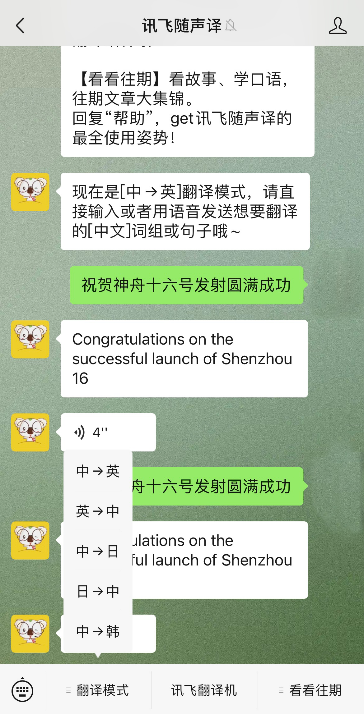 讯飞随声译
【看看往期】看故事、学口语，
往期文章大集锦。
回复“帮助”，get讯飞随声译的
最全使用姿势！
现在是[中→英]翻译模式，请直
接输入或者用语音发送想要翻译
的[中文]词组或句子哦~
祝贺神舟十六号发射圆满成功
Congratulations on the
successful launch of Shenzhou
16
4''
中→英
舟十六号发射圆满成功
英→中
ulations on the
中→日
ful launch of Shenzhou
日→中
中→韩
翻译模式
讯飞翻译机
看看往期